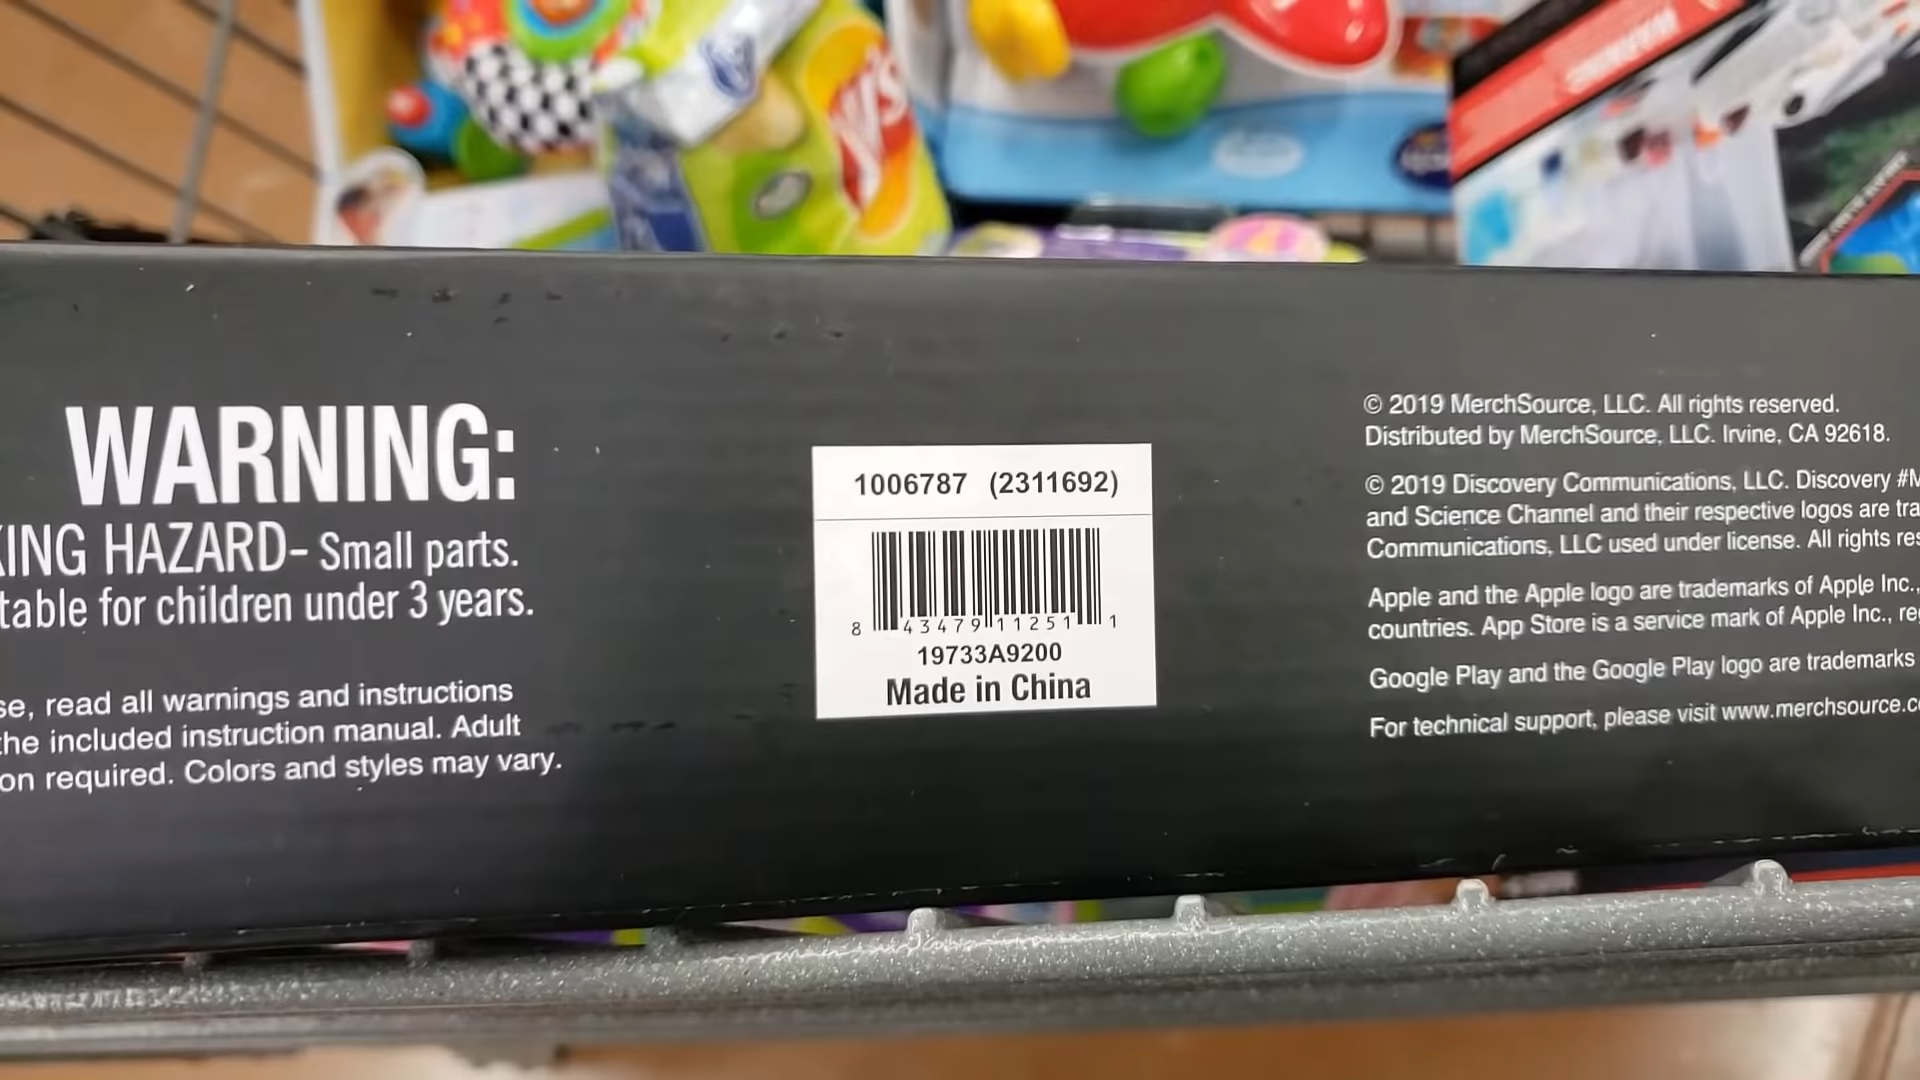 WARNING:
KING HAZARD- Small parts.
table for children under 3 years.
se, read all warnings and instructions
the included instruction manual. Adult
on required. Colors and styles may vary.
1006787 (2311692)
8 43479 11251 1
19733A9200
Made in China
© 2019 MerchSource, LLC. All rights reserved.
Distributed by MerchSource, LLC. Irvine, CA 92618.
© 2019 Discovery Communications, LLC. Discovery #M
and Science Channel and their respective logos are tra
Communications, LLC used under license. All rights res
Apple and the Apple logo are trademarks of Apple Inc.,
countries. App Store is a service mark of Apple Inc., re
Google Play and the Google Play logo are trademarks
For technical support, please visit www.merchsource.c